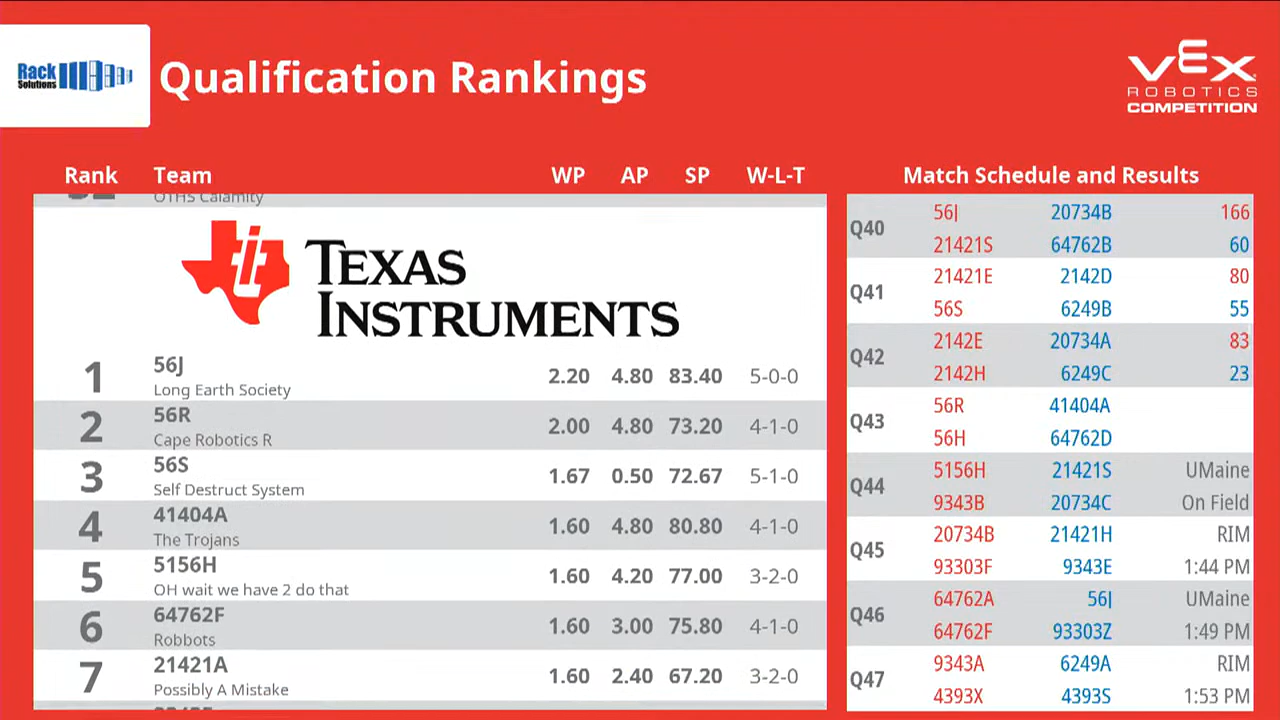 Rack
Solutions
Qualification Rankings
VEX
ROBOTICS
COMPETITION
Rank Team WP AP SP W-L-T
OTHS Calamity
TEXAS
INSTRUMENTS
1 56J 2.20 4.80 83.40 5-0-0
Long Earth Society
2 56R 2.00 4.80 73.20 4-1-0
Cape Robotics R
3 56S 1.67 0.50 72.67 5-1-0
Self Destruct System
4 41404A 1.60 4.80 80.80 4-1-0
The Trojans
5 5156H 1.60 4.20 77.00 3-2-0
OH wait we have 2 do that
6 64762F 1.60 3.00 75.80 4-1-0
Robbots
7 21421A 1.60 2.40 67.20 3-2-0
Possibly A Mistake
Match Schedule and Results
Q40 56J 20734B 166
21421S 64762B 60
Q41 21421E 2142D 80
56S 6249B 55
Q42 2142E 20734A 83
2142H 6249C 23
Q43 56R 41404A
56H 64762D
Q44 5156H 21421S UMaine
9343B 20734C On Field
Q45 20734B 21421H RIM
93303F 9343E 1:44 PM
Q46 64762A 56J UMaine
64762F 93303Z 1:49 PM
Q47 9343A 6249A RIM
4393X 4393S 1:53 PM